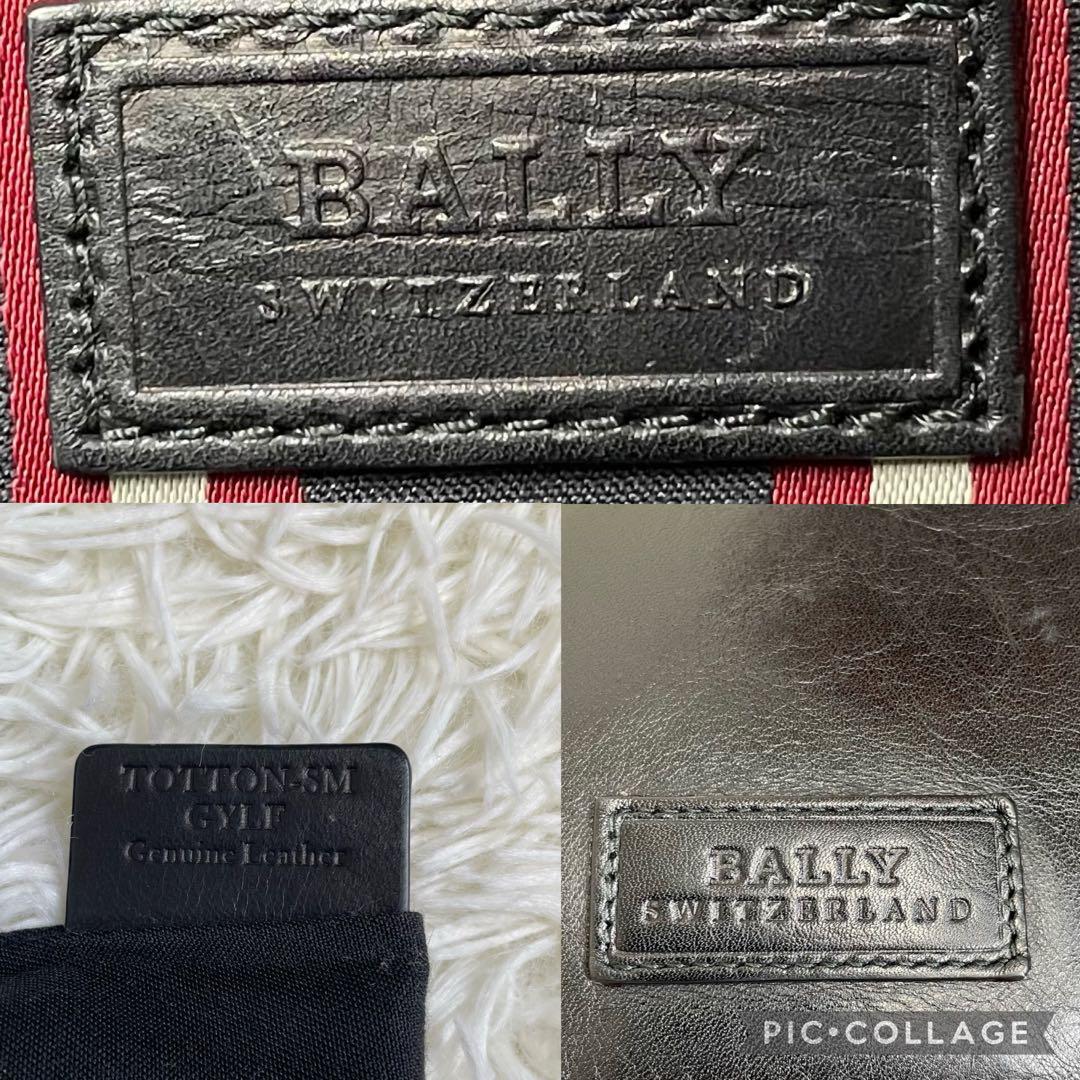 BALLY
SWITZERLAND
TOTTON-SM
GYLF
Genuine Leather
BALLY
SWITZERLAND
PIC•COLLAGE